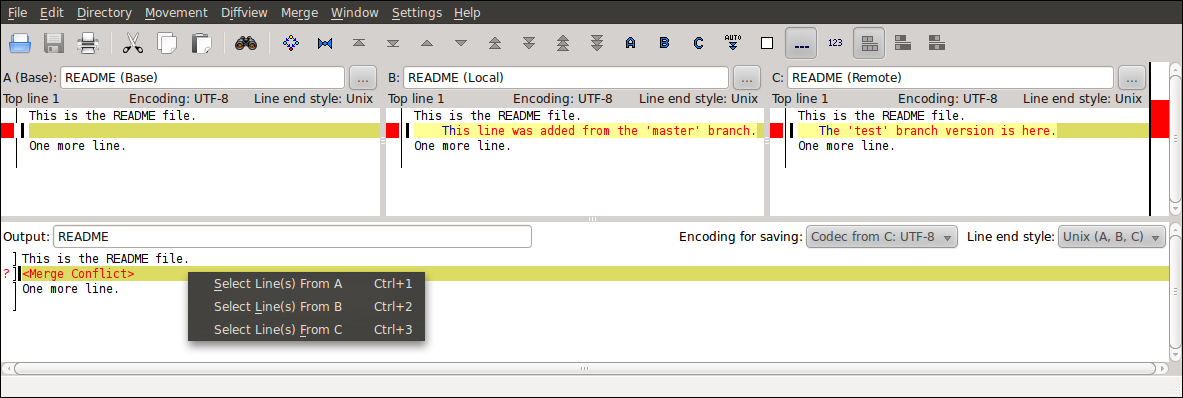 File Edit Directory Movement Diffview Merge Window Settings Help
A B C AUTO 123
A (Base): README (Base) ... B: README (Local) ... C: README (Remote) ...
Top line 1 Encoding: UTF-8 Line end style: Unix Top line 1 Encoding: UTF-8 Line end style: Unix Top line 1 Encoding: UTF-8 Line end style: Unix
This is the README file. This is the README file. This is the README file.
This line was added from the 'master' branch. The 'test' branch version is here.
One more line. One more line. One more line.
Output: README Encoding for saving: Codec from C: UTF-8 Line end style: Unix (A, B, C)
This is the README file.
? <Merge Conflict>
Select Line(s) From A Ctrl+1
One more line.
Select Line(s) From B Ctrl+2
Select Line(s) From C Ctrl+3